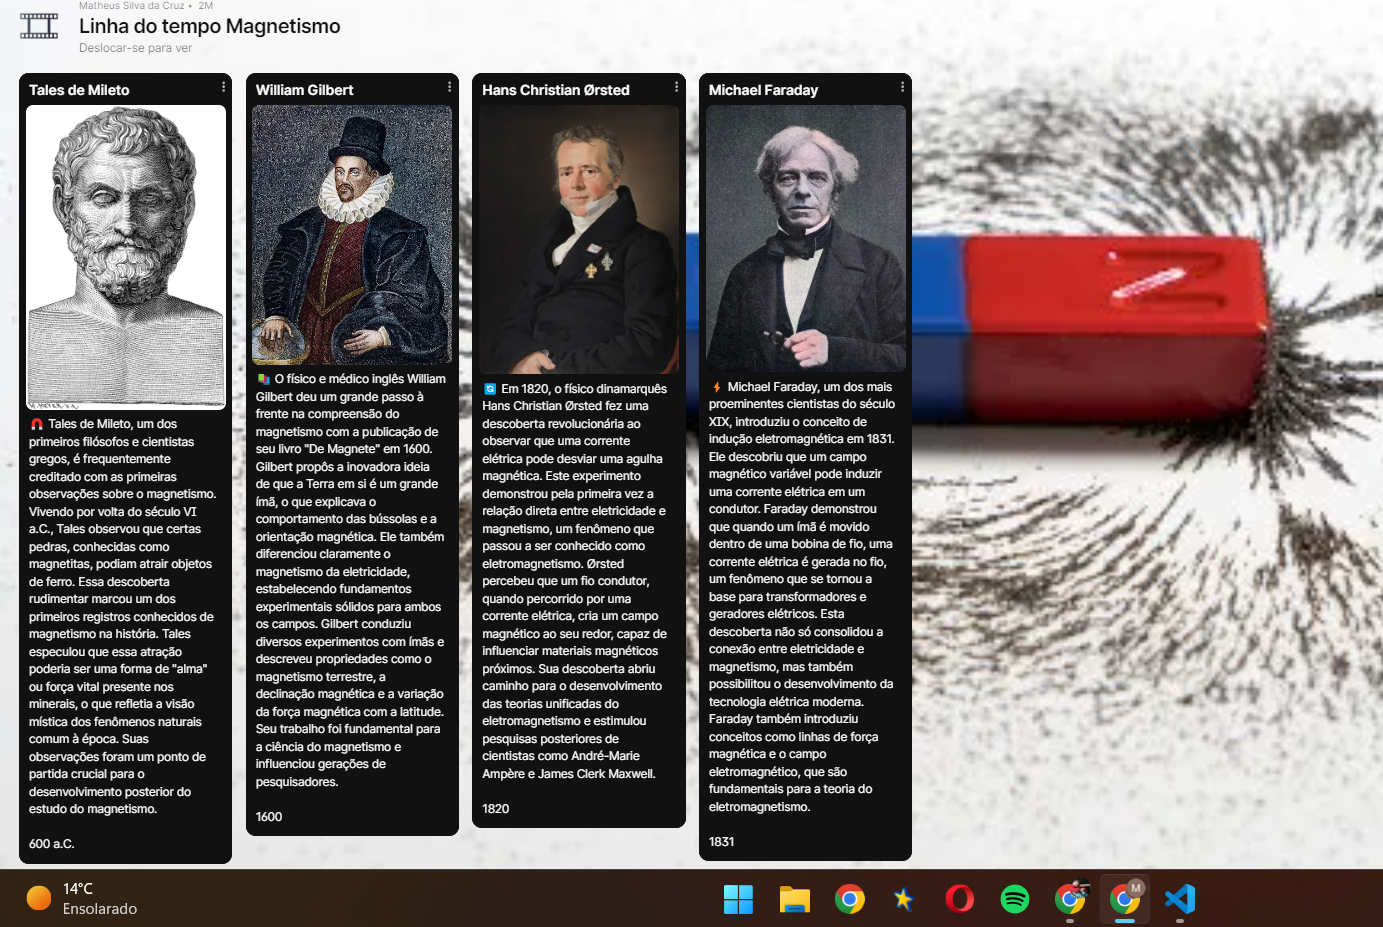 Matheus Silva da Cruz • 2M
Linha do tempo Magnetismo
Deslocar-se para ver
Tales de Mileto
🧲 Tales de Mileto, um dos
primeiros filósofos e cientistas
gregos, é frequentemente
creditado com as primeiras
observações sobre o magnetismo.
Vivendo por volta do século VI
a.C., Tales observou que certas
pedras, conhecidas como
magnetitas, podiam atrair objetos
de ferro. Essa descoberta
rudimentar marcou um dos
primeiros registros conhecidos de
magnetismo na história. Tales
especulou que essa atração
poderia ser uma forma de "alma"
ou força vital presente nos
minerais, o que refletia a visão
mística dos fenômenos naturais
comum à época. Suas
observações foram um ponto de
partida crucial para o
desenvolvimento posterior do
estudo do magnetismo.
600 a.C.
William Gilbert
📚 O físico e médico inglês William
Gilbert deu um grande passo à
frente na compreensão do
magnetismo com a publicação de
seu livro "De Magnete" em 1600.
Gilbert propôs a inovadora ideia
de que a Terra em si é um grande
ímã, o que explicava o
comportamento das bússolas e a
orientação magnética. Ele também
diferenciou claramente o
magnetismo da eletricidade,
estabelecendo fundamentos
experimentais sólidos para ambos
os campos. Gilbert conduziu
diversos experimentos com ímãs e
descreveu propriedades como o
magnetismo terrestre, a
declinação magnética e a variação
da força magnética com a latitude.
Seu trabalho foi fundamental para
a ciência do magnetismo e
influenciou gerações de
pesquisadores.
1600
Hans Christian Ørsted
🔄 Em 1820, o físico dinamarquês
Hans Christian Ørsted fez uma
descoberta revolucionária ao
observar que uma corrente
elétrica pode desviar uma agulha
magnética. Este experimento
demonstrou pela primeira vez a
relação direta entre eletricidade e
magnetismo, um fenômeno que
passou a ser conhecido como
eletromagnetismo. Ørsted
percebeu que um fio condutor,
quando percorrido por uma
corrente elétrica, cria um campo
magnético ao seu redor, capaz de
influenciar materiais magnéticos
próximos. Sua descoberta abriu
caminho para o desenvolvimento
das teorias unificadas do
eletromagnetismo e estimulou
pesquisas posteriores de
cientistas como André-Marie
Ampère e James Clerk Maxwell.
1820
Michael Faraday
⚡ Michael Faraday, um dos mais
proeminentes cientistas do século
XIX, introduziu o conceito de
indução eletromagnética em 1831.
Ele descobriu que um campo
magnético variável pode induzir
uma corrente elétrica em um
condutor. Faraday demonstrou
que quando um ímã é movido
dentro de uma bobina de fio, uma
corrente elétrica é gerada no fio,
um fenômeno que se tornou a
base para transformadores e
geradores elétricos. Esta
descoberta não só consolidou a
conexão entre eletricidade e
magnetismo, mas também
possibilitou o desenvolvimento da
tecnologia elétrica moderna.
Faraday também introduziu
conceitos como linhas de força
magnética e o campo
eletromagnético, que são
fundamentais para a teoria do
eletromagnetismo.
1831
N
14°C
Ensolarado
M